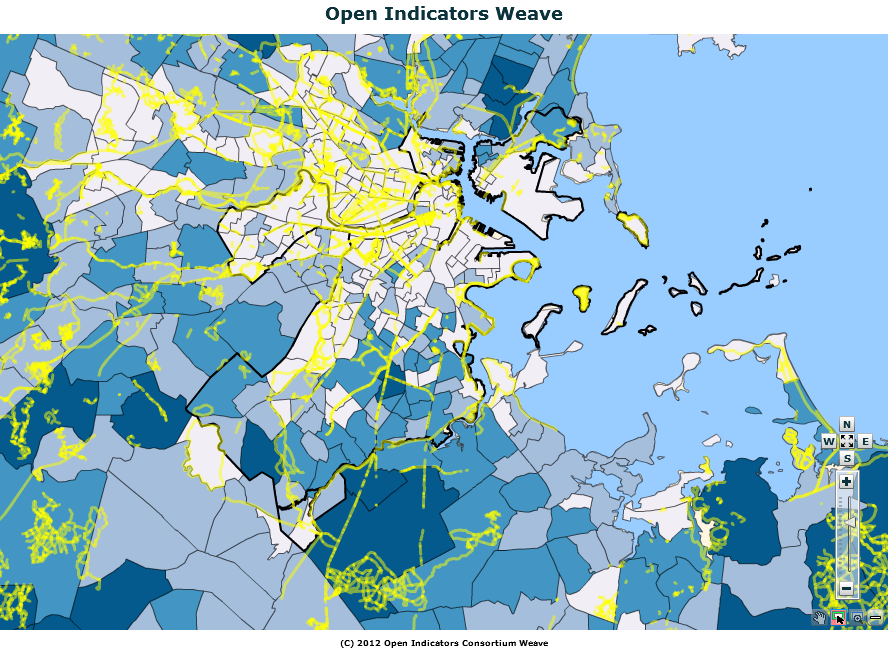 Open Indicators Weave
N
W E
S
(C) 2012 Open Indicators Consortium Weave